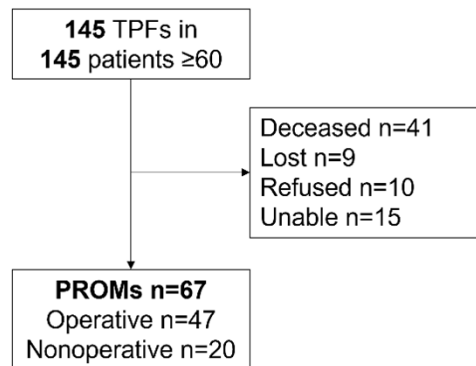 145 TPFs in
145 patients ≥60
Deceased n=41
Lost n=9
Refused n=10
Unable n=15
PROMs n=67
Operative n=47
Nonoperative n=20